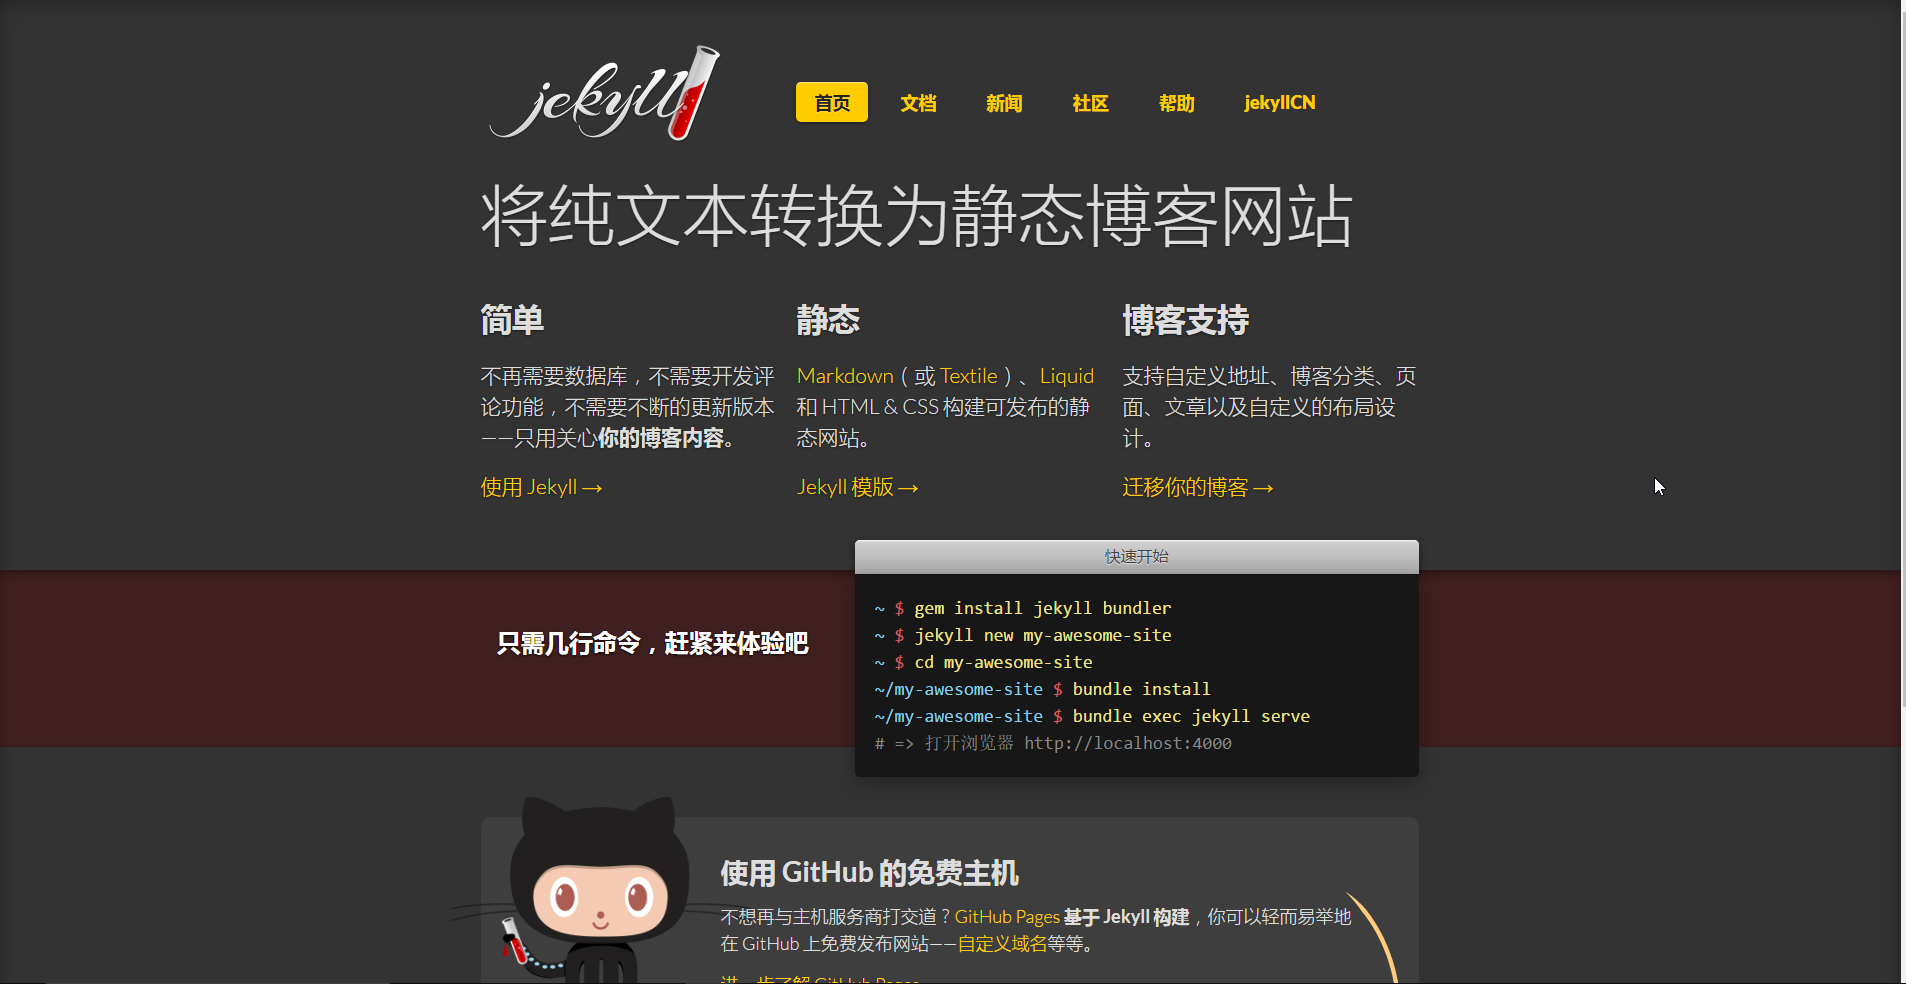 jekyll
首页 文档 新闻 社区 帮助 jekyllCN
将纯文本转换为静态博客网站
简单
不再需要数据库，不需要开发评
论功能，不需要不断的更新版本
——只用关心你的博客内容。
使用 Jekyll →
静态
Markdown（或 Textile）、Liquid
和 HTML & CSS 构建可发布的静
态网站。
Jekyll 模版 →
博客支持
支持自定义地址、博客分类、页
面、文章以及自定义的布局设
计。
迁移你的博客 →
只需几行命令，赶紧来体验吧
快速开始
~ $ gem install jekyll bundler
~ $ jekyll new my-awesome-site
~ $ cd my-awesome-site
~/my-awesome-site $ bundle install
~/my-awesome-site $ bundle exec jekyll serve
# => 打开浏览器 http://localhost:4000
使用 GitHub 的免费主机
不想再与主机服务商打交道？GitHub Pages 基于 Jekyll 构建，你可以轻而易举地
在 GitHub 上免费发布网站——自定义域名等等。
进一步了解 GitHub Pages